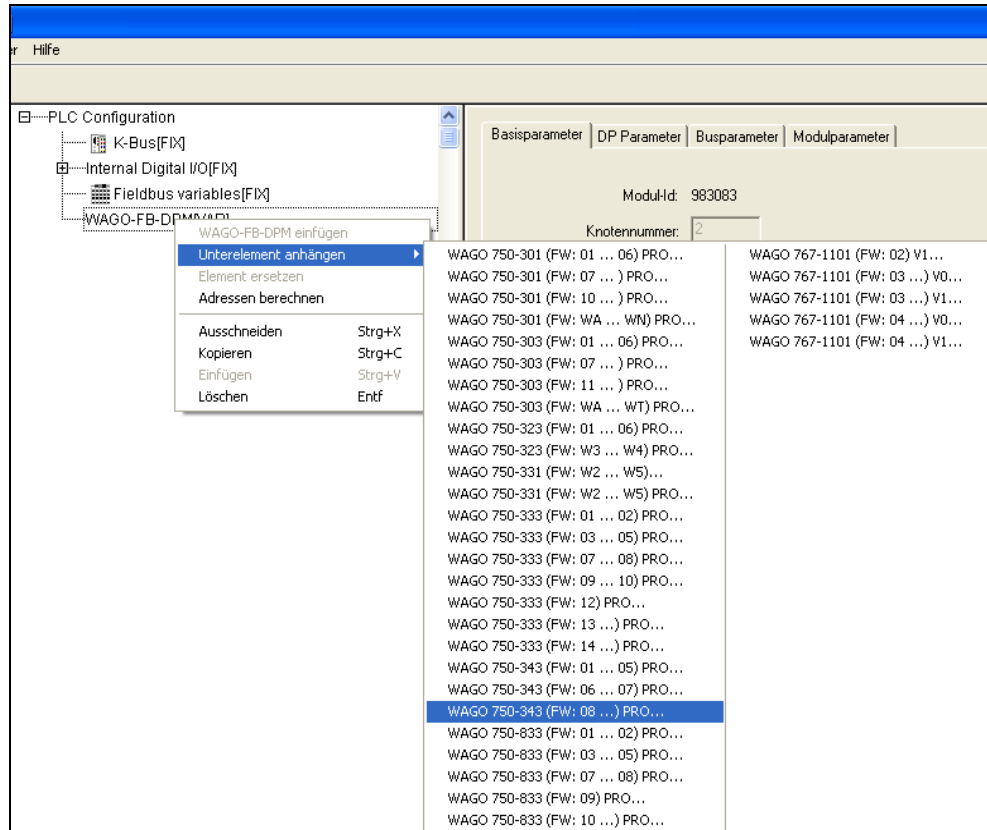 r Hilfe
PLC Configuration
K-Bus[FIX]
Internal Digital I/O[FIX]
Fieldbus variables[FIX]
WAGO-FB-DPM[VAR]
Basisparameter DP Parameter Busparameter Modulparameter
Modul-Id: 983083
Knotennummer: 2
WAGO-FB-DPM einfügen
Unterelement anhängen
Element ersetzen
Adressen berechnen
Ausschneiden Strg+X
Kopieren Strg+C
Einfügen Strg+V
Löschen Entf
WAGO 750-301 (FW: 01 ... 06) PRO...
WAGO 750-301 (FW: 07 ... ) PRO...
WAGO 750-301 (FW: 10 ... ) PRO...
WAGO 750-301 (FW: WA ... WN) PRO...
WAGO 750-303 (FW: 01 ... 06) PRO...
WAGO 750-303 (FW: 07 ... ) PRO...
WAGO 750-303 (FW: 11 ... ) PRO...
WAGO 750-303 (FW: WA ... WT) PRO...
WAGO 750-323 (FW: 01 ... 06) PRO...
WAGO 750-323 (FW: W3 ... W4) PRO...
WAGO 750-331 (FW: W2 ... W5)...
WAGO 750-331 (FW: W2 ... W5) PRO...
WAGO 750-333 (FW: 01 ... 02) PRO...
WAGO 750-333 (FW: 03 ... 05) PRO...
WAGO 750-333 (FW: 07 ... 08) PRO...
WAGO 750-333 (FW: 09 ... 10) PRO...
WAGO 750-333 (FW: 12) PRO...
WAGO 750-333 (FW: 13 ...) PRO...
WAGO 750-333 (FW: 14 ...) PRO...
WAGO 750-343 (FW: 01 ... 05) PRO...
WAGO 750-343 (FW: 06 ... 07) PRO...
WAGO 750-343 (FW: 08 ...) PRO...
WAGO 750-833 (FW: 01 ... 02) PRO...
WAGO 750-833 (FW: 03 ... 05) PRO...
WAGO 750-833 (FW: 07 ... 08) PRO...
WAGO 750-833 (FW: 09) PRO...
WAGO 750-833 (FW: 10 ...) PRO...
WAGO 767-1101 (FW: 02) V1...
WAGO 767-1101 (FW: 03 ...) V0...
WAGO 767-1101 (FW: 03 ...) V1...
WAGO 767-1101 (FW: 04 ...) V0...
WAGO 767-1101 (FW: 04 ...) V1...